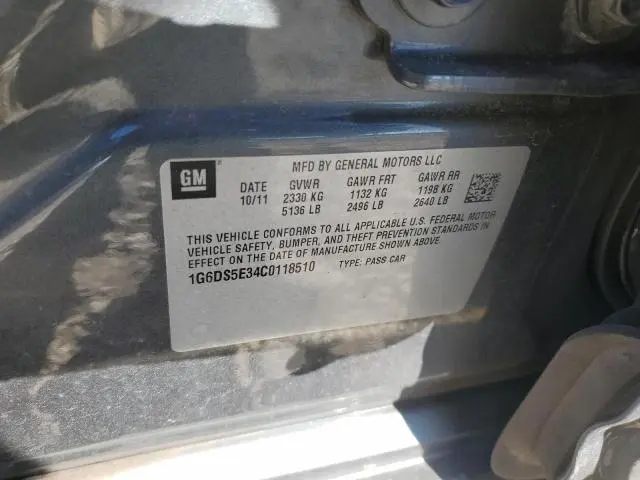 GM
MFD BY GENERAL MOTORS LLC
DATE GVWR GAWR FRT GAWR RR
10/11 2330 KG 1132 KG 1198 KG
5136 LB 2496 LB 2640 LB
THIS VEHICLE CONFORMS TO ALL APPLICABLE U.S. FEDERAL MOTOR
VEHICLE SAFETY, BUMPER, AND THEFT PREVENTION STANDARDS IN
EFFECT ON THE DATE OF MANUFACTURE SHOWN ABOVE.
1G6DS5E34C0118510 TYPE: PASS CAR